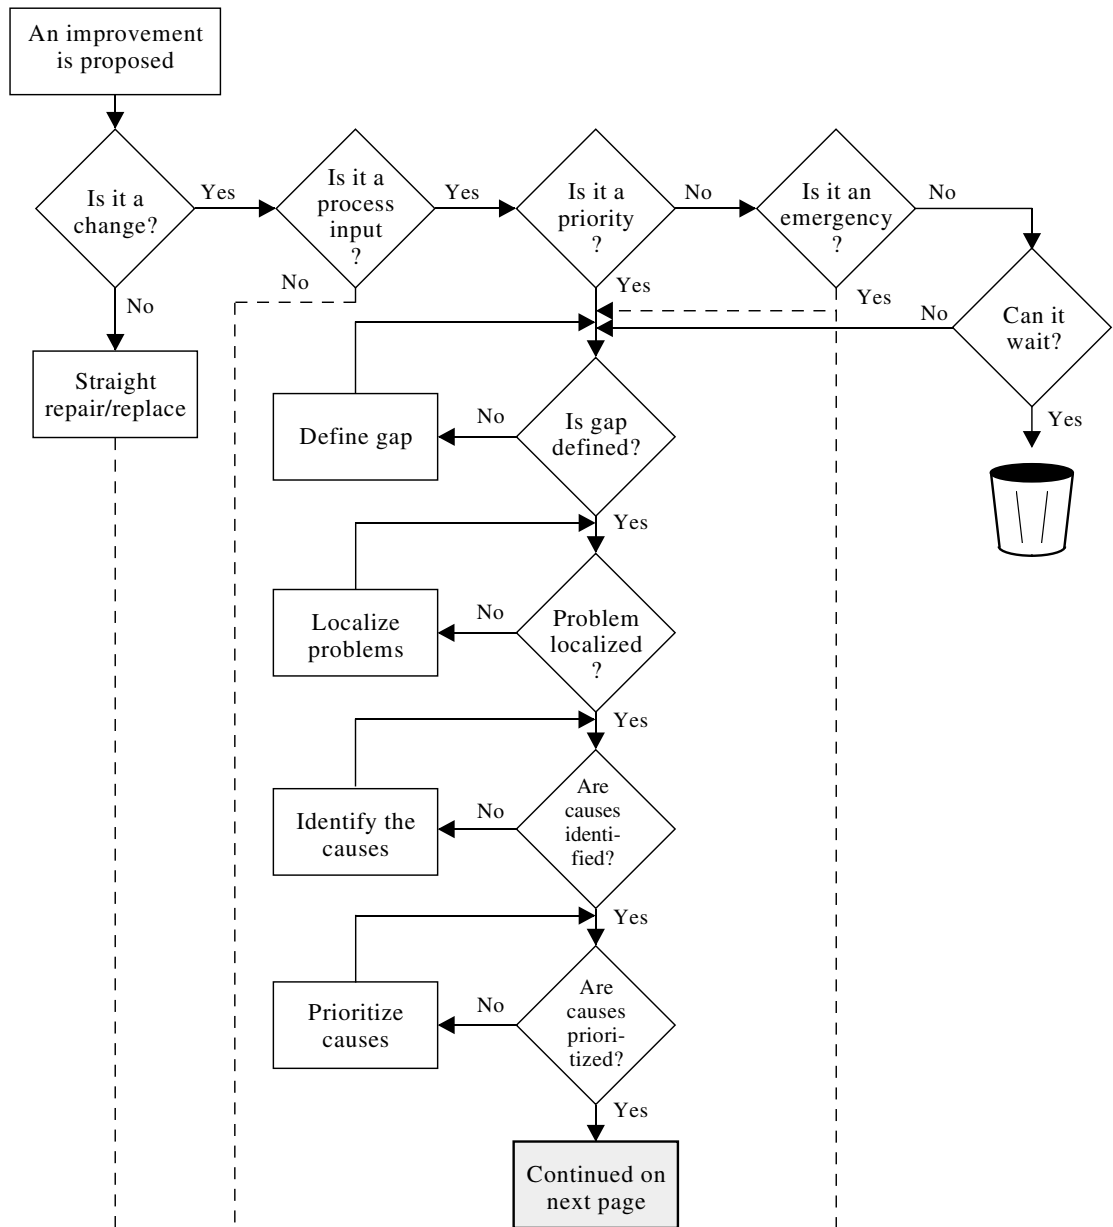 An improvement
is proposed
Is it a
change?
Yes
Is it a
process
input
?
Yes
Is it a
priority
?
No
Is it an
emergency
?
No
No
No
Yes
Yes
No
Can it
wait?
Yes
Straight
repair/replace
Define gap
No
Is gap
defined?
Yes
Localize
problems
No
Problem
localized
?
Yes
Identify the
causes
No
Are
causes
identi-
fied?
Yes
Prioritize
causes
No
Are
causes
priori-
tized?
Yes
Continued on
next page